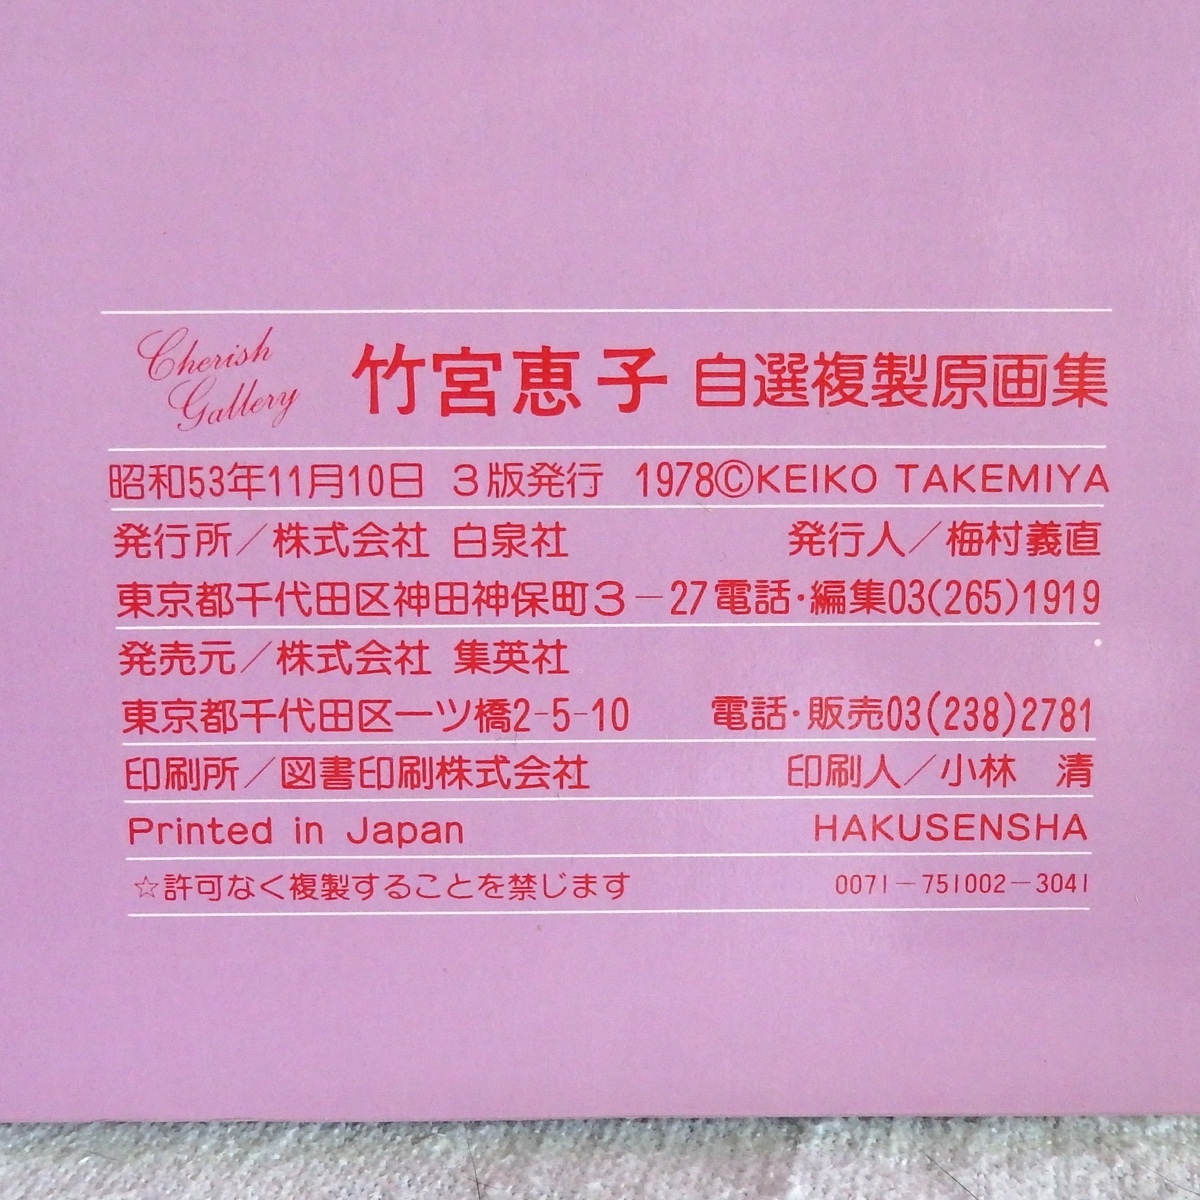 Cherish Gallery 竹宮恵子 自選複製原画集
昭和53年11月10日 3版発行 1978©KEIKO TAKEMIYA
発行所／株式会社 白泉社 発行人／梅村義直
東京都千代田区神田神保町3－27 電話・編集03(265)1919
発売元／株式会社 集英社
東京都千代田区一ツ橋2-5-10 電話・販売03(238)2781
印刷所／図書印刷株式会社 印刷人／小林 清
Printed in Japan HAKUSENSHA
☆許可なく複製することを禁じます 0071－751002－3041